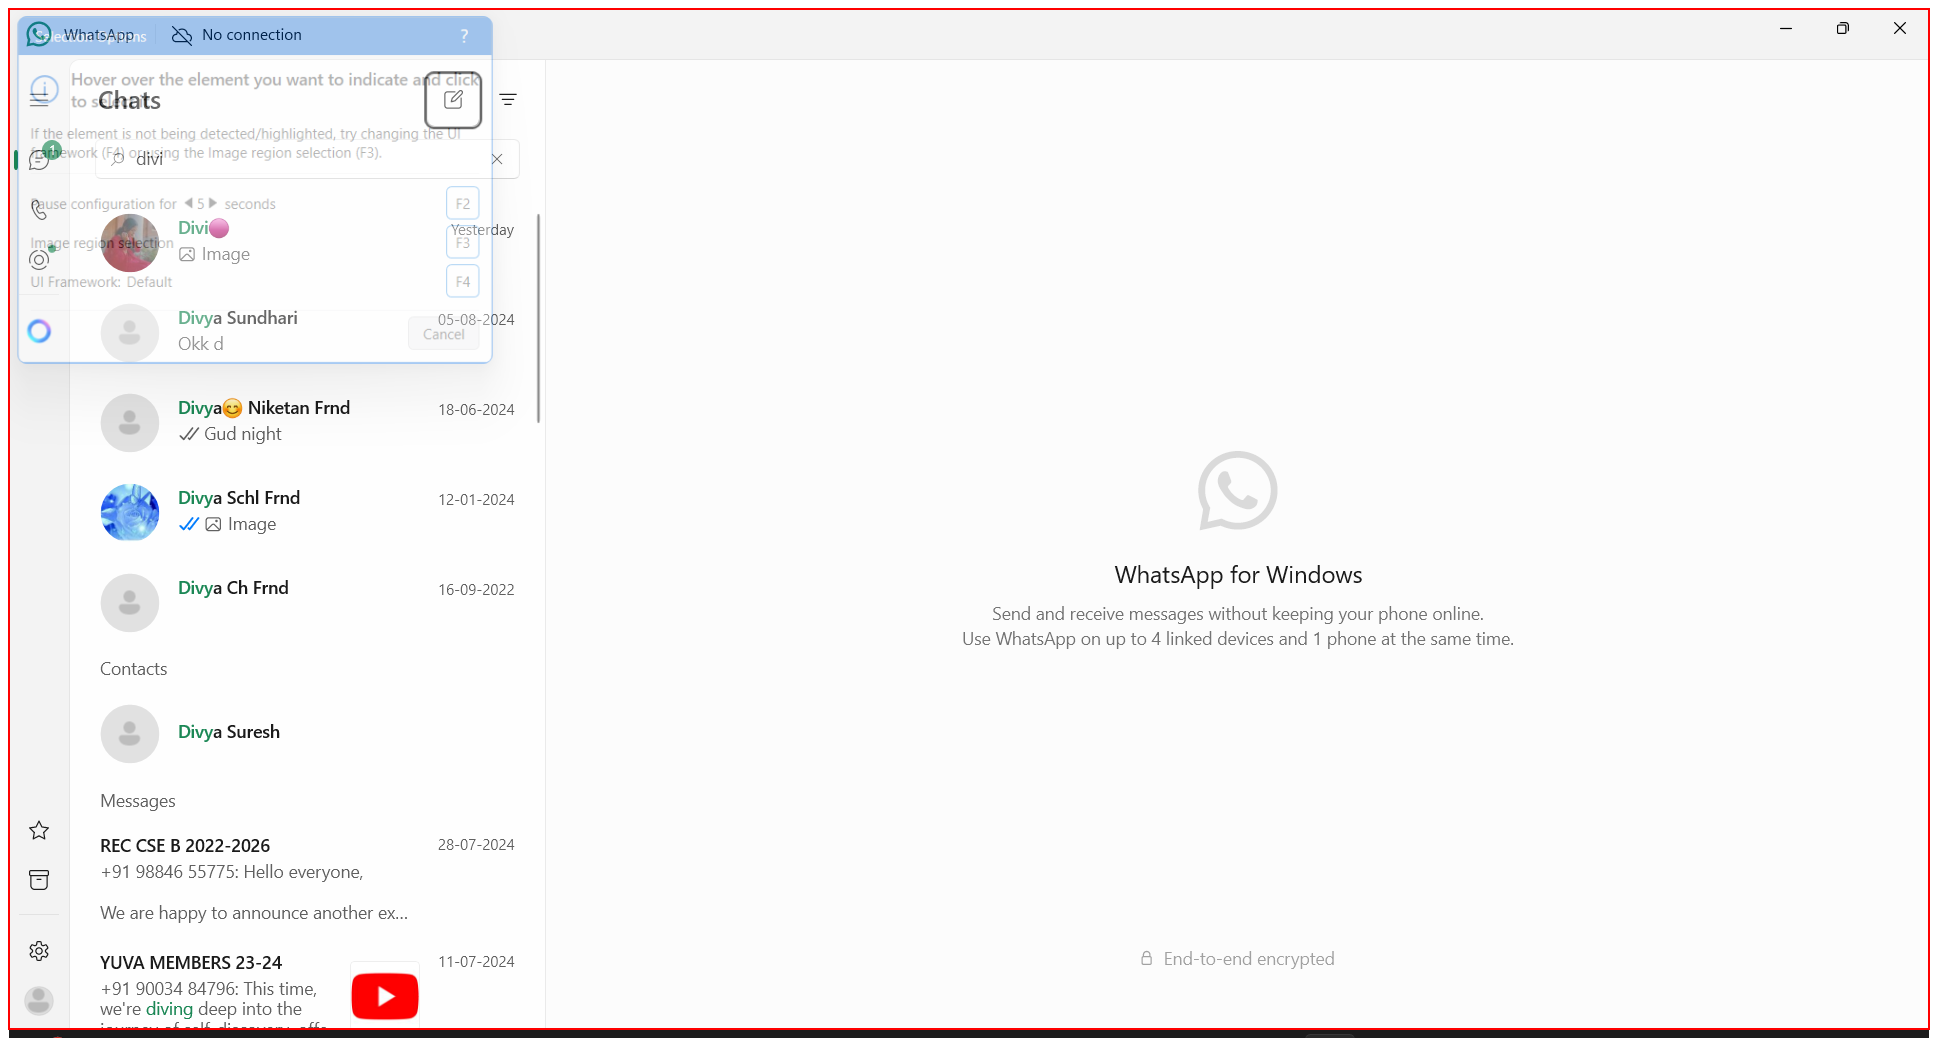 WhatsApp
Selection Options
No connection
?
Hover over the element you want to indicate and click
to select it
Chats
If the element is not being detected/highlighted, try changing the UI
framework (F4) or using the Image region selection (F3).
1
divi
Pause configuration for 5 seconds
F2
Divi
Yesterday
Image region selection
F3
Image
UI Framework: Default
F4
Divya Sundhari
05-08-2024
Okk d
Cancel
Divya😊 Niketan Frnd
18-06-2024
Gud night
Divya Schl Frnd
12-01-2024
Image
Divya Ch Frnd
16-09-2022
Contacts
Divya Suresh
Messages
REC CSE B 2022-2026
28-07-2024
+91 98846 55775: Hello everyone,
We are happy to announce another ex...
YUVA MEMBERS 23-24
11-07-2024
+91 90034 84796: This time,
we're diving deep into the
WhatsApp for Windows
Send and receive messages without keeping your phone online.
Use WhatsApp on up to 4 linked devices and 1 phone at the same time.
End-to-end encrypted